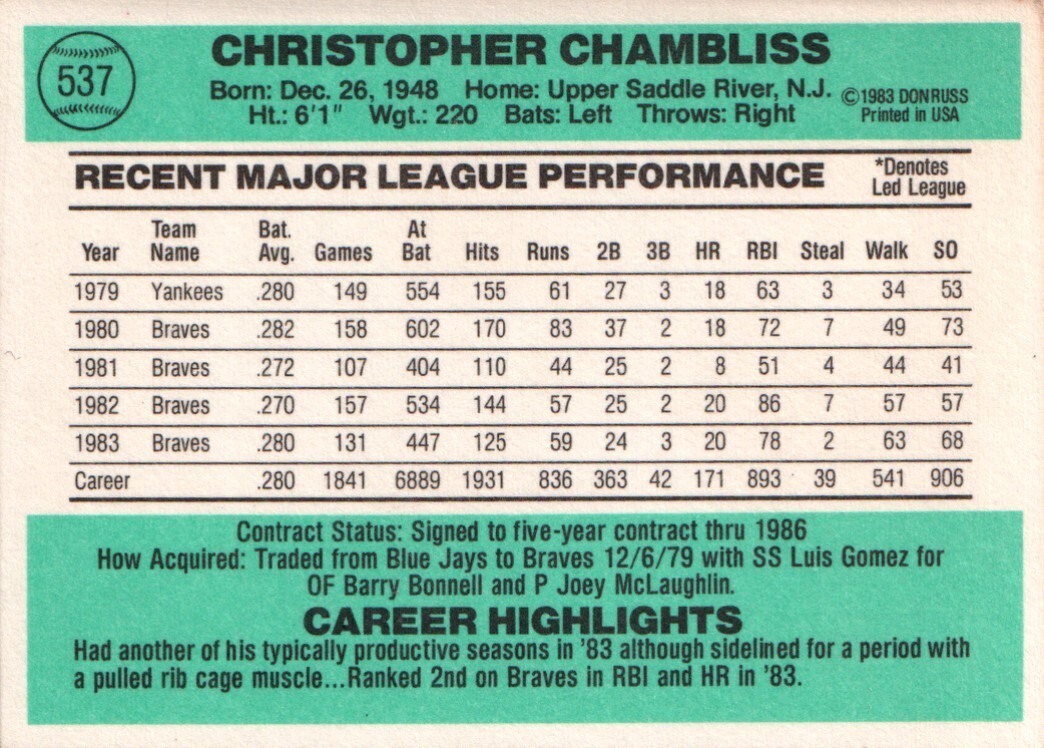 537
CHRISTOPHER CHAMBLISS
Born: Dec. 26, 1948 Home: Upper Saddle River, N.J.
Ht.: 6'1" Wgt.: 220 Bats: Left Throws: Right
©1983 DONRUSS
Printed in USA
RECENT MAJOR LEAGUE PERFORMANCE
*Denotes
Led League
Year Team Name Bat. Avg. Games At Bat Hits Runs 2B 3B HR RBI Steal Walk SO
1979 Yankees .280 149 554 155 61 27 3 18 63 3 34 53
1980 Braves .282 158 602 170 83 37 2 18 72 7 49 73
1981 Braves .272 107 404 110 44 25 2 8 51 4 44 41
1982 Braves .270 157 534 144 57 25 2 20 86 7 57 57
1983 Braves .280 131 447 125 59 24 3 20 78 2 63 68
Career .280 1841 6889 1931 836 363 42 171 893 39 541 906
Contract Status: Signed to five-year contract thru 1986
How Acquired: Traded from Blue Jays to Braves 12/6/79 with SS Luis Gomez for
OF Barry Bonnell and P Joey McLaughlin.
CAREER HIGHLIGHTS
Had another of his typically productive seasons in '83 although sidelined for a period with
a pulled rib cage muscle...Ranked 2nd on Braves in RBI and HR in '83.